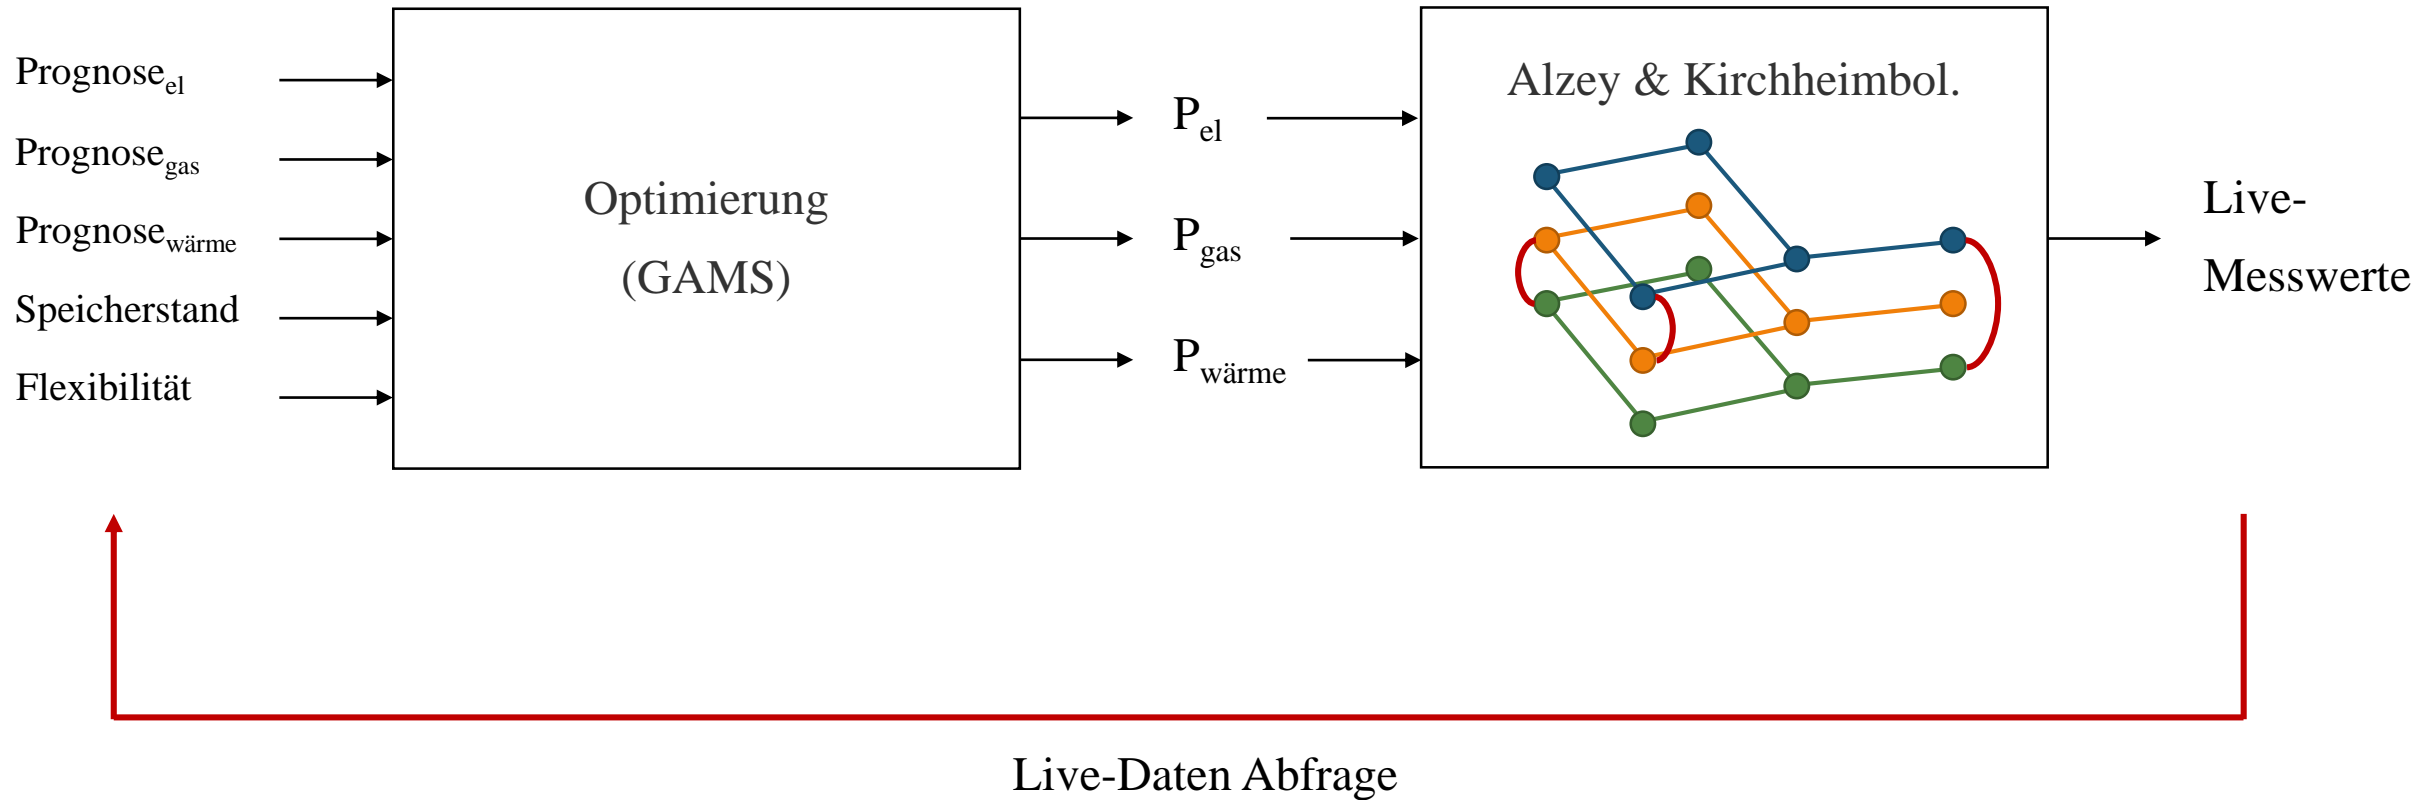 Prognose_el
Prognose_gas
Prognose_wärme
Speicherstand
Flexibilität
Optimierung
(GAMS)
P_el
P_gas
P_wärme
Alzey & Kirchheimbol.
Live-
Messwerte
Live-Daten Abfrage